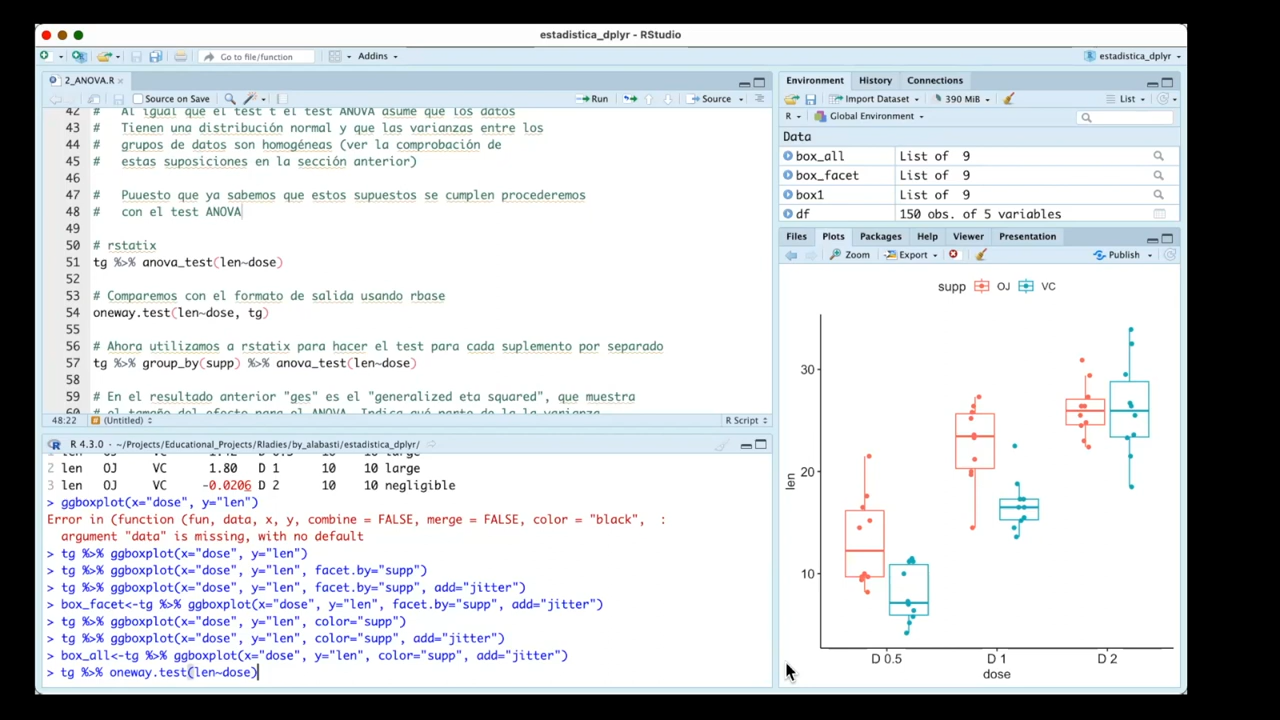 estadistica_dplyr - RStudio
Go to file/function
Addins
estadistica_dplyr
2_ANOVA.R
Source on Save
Run
Source
42 # Al igual que el test t el test ANOVA asume que los datos
43 # Tienen una distribución normal y que las varianzas entre los
44 # grupos de datos son homogéneas (ver la comprobación de
45 # estas suposiciones en la sección anterior)
46
47 # Puuesto que ya sabemos que estos supuestos se cumplen procederemos
48 # con el test ANOVA
49
50 # rstatix
51 tg %>% anova_test(len~dose)
52
53 # Comparemos con el formato de salida usando rbase
54 oneway.test(len~dose, tg)
55
56 # Ahora utilizamos a rstatix para hacer el test para cada suplemento por separado
57 tg %>% group_by(supp) %>% anova_test(len~dose)
58
59 # En el resultado anterior "ges" es el "generalized eta squared", que muestra
60 # el tamaño del efecto para el ANOVA. Indica qué parte de la la varianza
48:22 (Untitled) R Script
R 4.3.0 · ~/Projects/Educational_Projects/Rladies/by_alabasti/estadistica_dplyr/
2 len OJ VC 1.80 D 1 10 10 large
3 len OJ VC -0.0206 D 2 10 10 negligible
> ggboxplot(x="dose", y="len")
Error in (function (fun, data, x, y, combine = FALSE, merge = FALSE, color = "black", :
argument "data" is missing, with no default
> tg %>% ggboxplot(x="dose", y="len")
> tg %>% ggboxplot(x="dose", y="len", facet.by="supp")
> tg %>% ggboxplot(x="dose", y="len", facet.by="supp", add="jitter")
> box_facet<-tg %>% ggboxplot(x="dose", y="len", facet.by="supp", add="jitter")
> tg %>% ggboxplot(x="dose", y="len", color="supp")
> tg %>% ggboxplot(x="dose", y="len", color="supp", add="jitter")
> box_all<-tg %>% ggboxplot(x="dose", y="len", color="supp", add="jitter")
> tg %>% oneway.test(len~dose)
Environment History Connections
Import Dataset 390 MiB List
R Global Environment
Data
box_all List of 9
box_facet List of 9
box1 List of 9
df 150 obs. of 5 variables
Files Plots Packages Help Viewer Presentation
Zoom Export Publish
supp OJ VC
30
20
10
len
D 0.5 D 1 D 2
dose